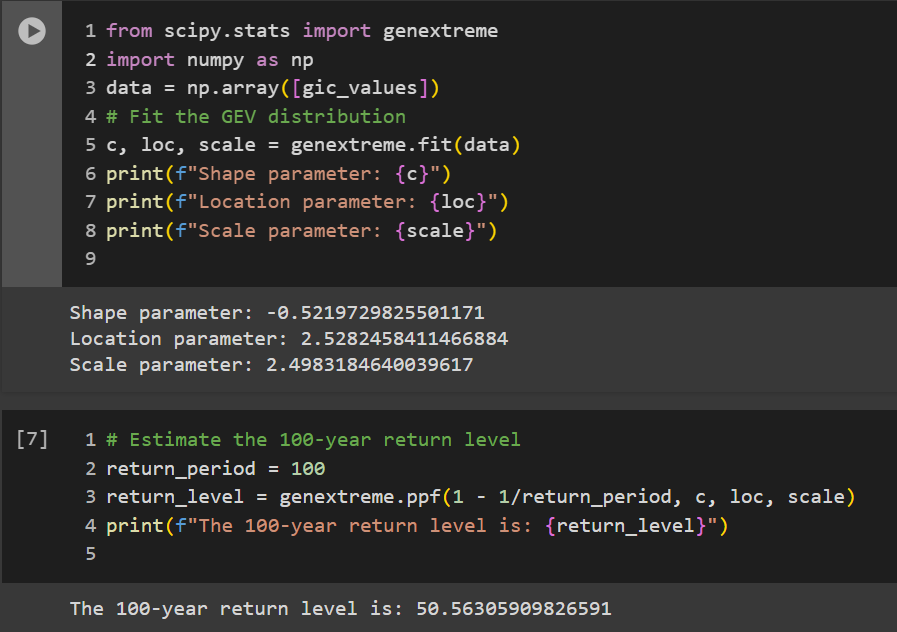 1 from scipy.stats import genextreme
2 import numpy as np
3 data = np.array([gic_values])
4 # Fit the GEV distribution
5 c, loc, scale = genextreme.fit(data)
6 print(f"Shape parameter: {c}")
7 print(f"Location parameter: {loc}")
8 print(f"Scale parameter: {scale}")
9
Shape parameter: -0.5219729825501171
Location parameter: 2.5282458411466884
Scale parameter: 2.4983184640039617
[7] 1 # Estimate the 100-year return level
2 return_period = 100
3 return_level = genextreme.ppf(1 - 1/return_period, c, loc, scale)
4 print(f"The 100-year return level is: {return_level}")
5
The 100-year return level is: 50.56305909826591